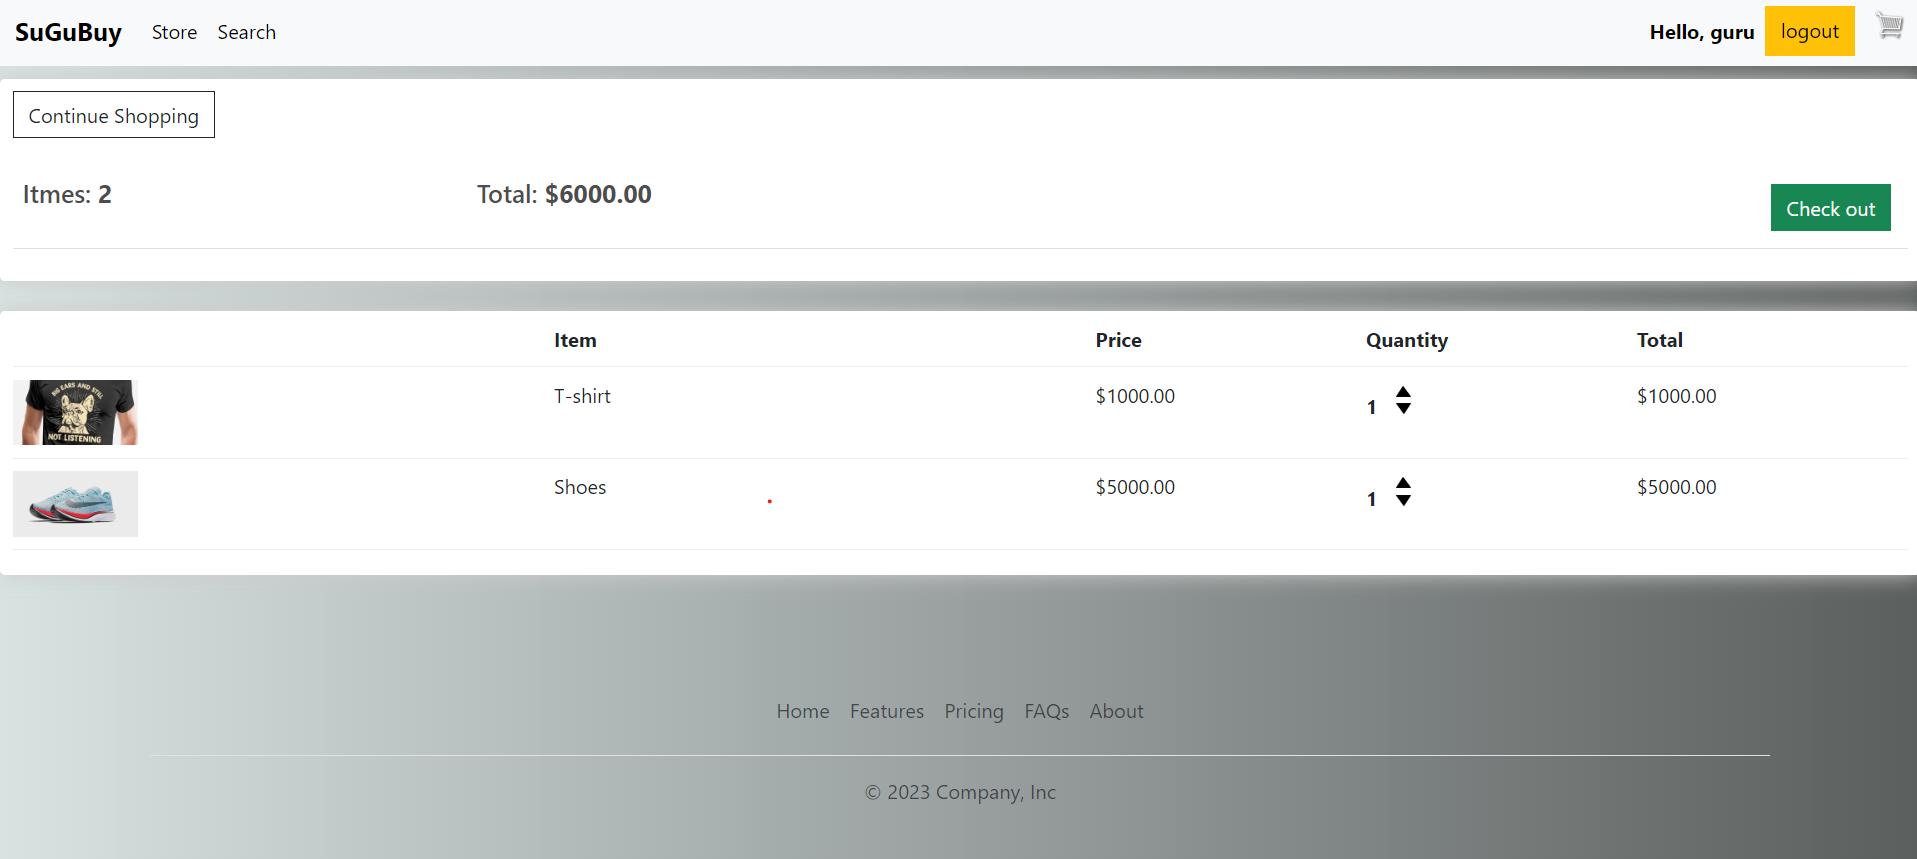 SuGuBuy Store Search Hello, guru logout
Continue Shopping
Itmes: 2 Total: $6000.00
Check out
Item Price Quantity Total
T-shirt $1000.00 1 $1000.00
BIG EARS AND STILL
NOT LISTENING
Shoes $5000.00 1 $5000.00
Home Features Pricing FAQs About
© 2023 Company, Inc